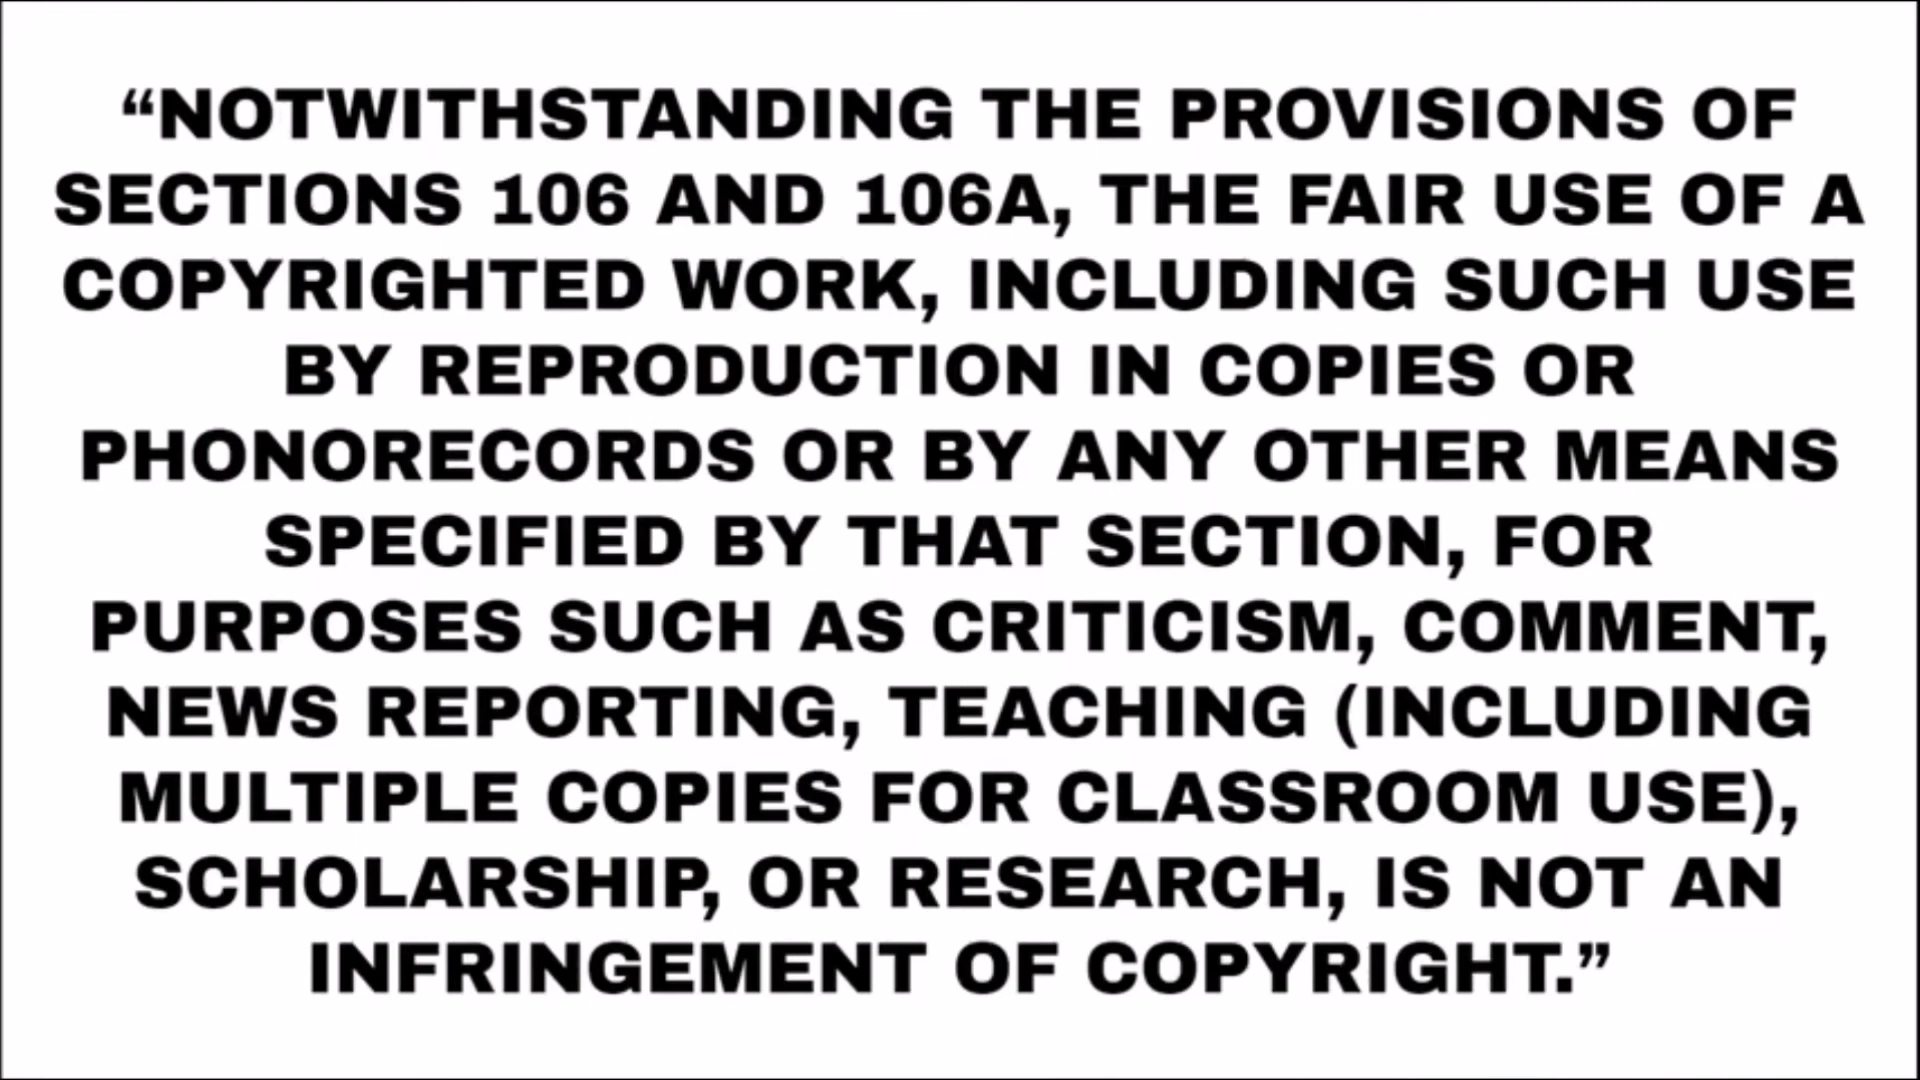 “NOTWITHSTANDING THE PROVISIONS OF
SECTIONS 106 AND 106A, THE FAIR USE OF A
COPYRIGHTED WORK, INCLUDING SUCH USE
BY REPRODUCTION IN COPIES OR
PHONORECORDS OR BY ANY OTHER MEANS
SPECIFIED BY THAT SECTION, FOR
PURPOSES SUCH AS CRITICISM, COMMENT,
NEWS REPORTING, TEACHING (INCLUDING
MULTIPLE COPIES FOR CLASSROOM USE),
SCHOLARSHIP, OR RESEARCH, IS NOT AN
INFRINGEMENT OF COPYRIGHT.”